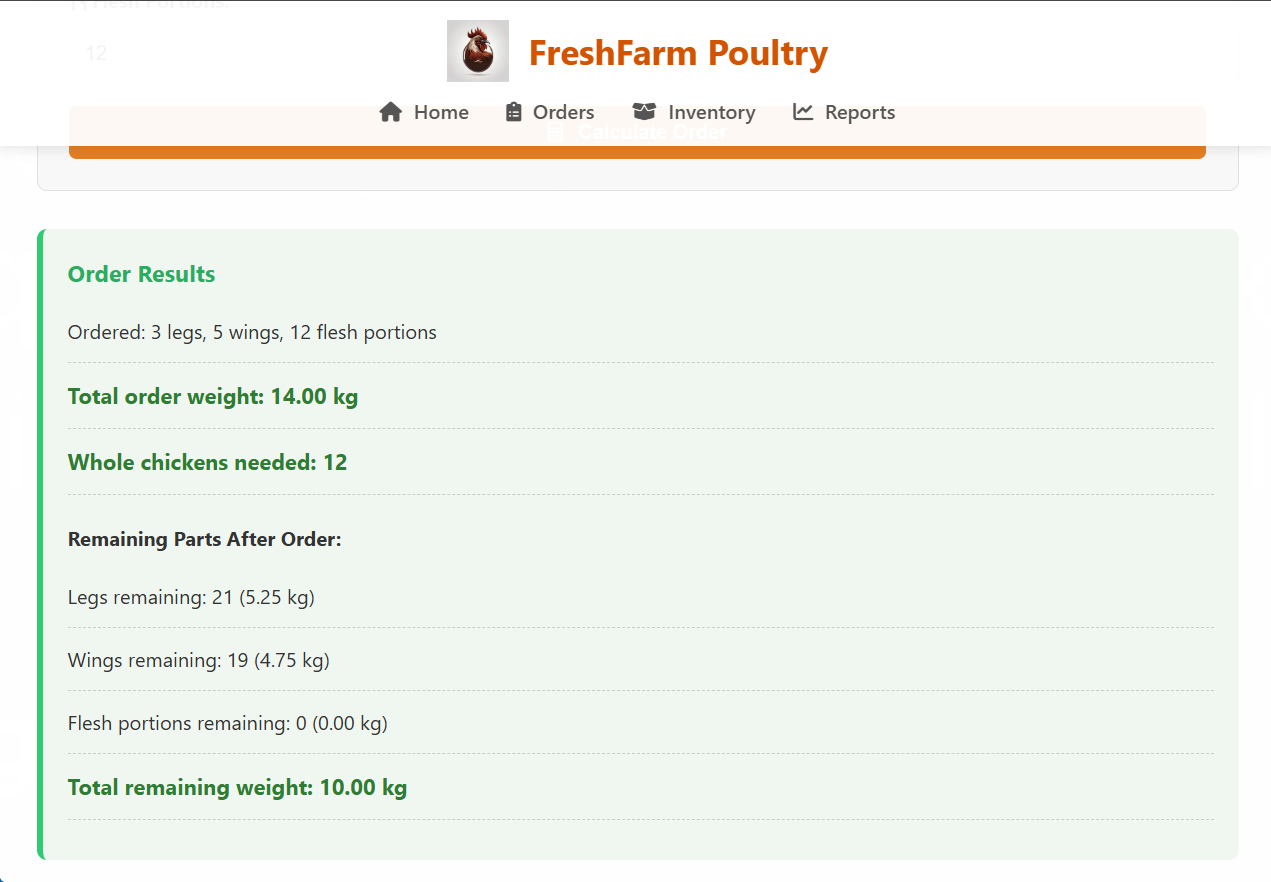 Flesh Portions:
12
FreshFarm Poultry
Home Orders Inventory Reports
Calculate Order
Order Results
Ordered: 3 legs, 5 wings, 12 flesh portions
Total order weight: 14.00 kg
Whole chickens needed: 12
Remaining Parts After Order:
Legs remaining: 21 (5.25 kg)
Wings remaining: 19 (4.75 kg)
Flesh portions remaining: 0 (0.00 kg)
Total remaining weight: 10.00 kg